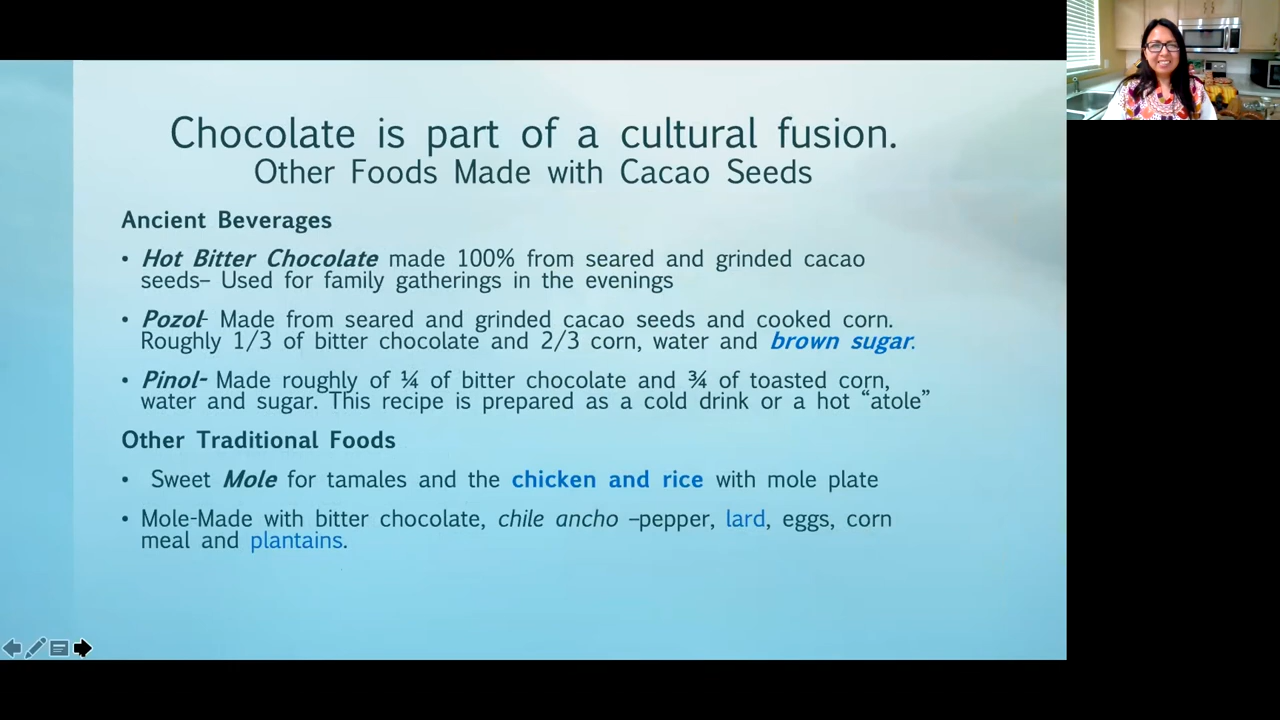 Chocolate is part of a cultural fusion.
Other Foods Made with Cacao Seeds
Ancient Beverages
• Hot Bitter Chocolate made 100% from seared and grinded cacao
seeds– Used for family gatherings in the evenings
• Pozol- Made from seared and grinded cacao seeds and cooked corn.
Roughly 1/3 of bitter chocolate and 2/3 corn, water and brown sugar.
• Pinol- Made roughly of ¼ of bitter chocolate and ¾ of toasted corn,
water and sugar. This recipe is prepared as a cold drink or a hot “atole”
Other Traditional Foods
• Sweet Mole for tamales and the chicken and rice with mole plate
• Mole-Made with bitter chocolate, chile ancho –pepper, lard, eggs, corn
meal and plantains.